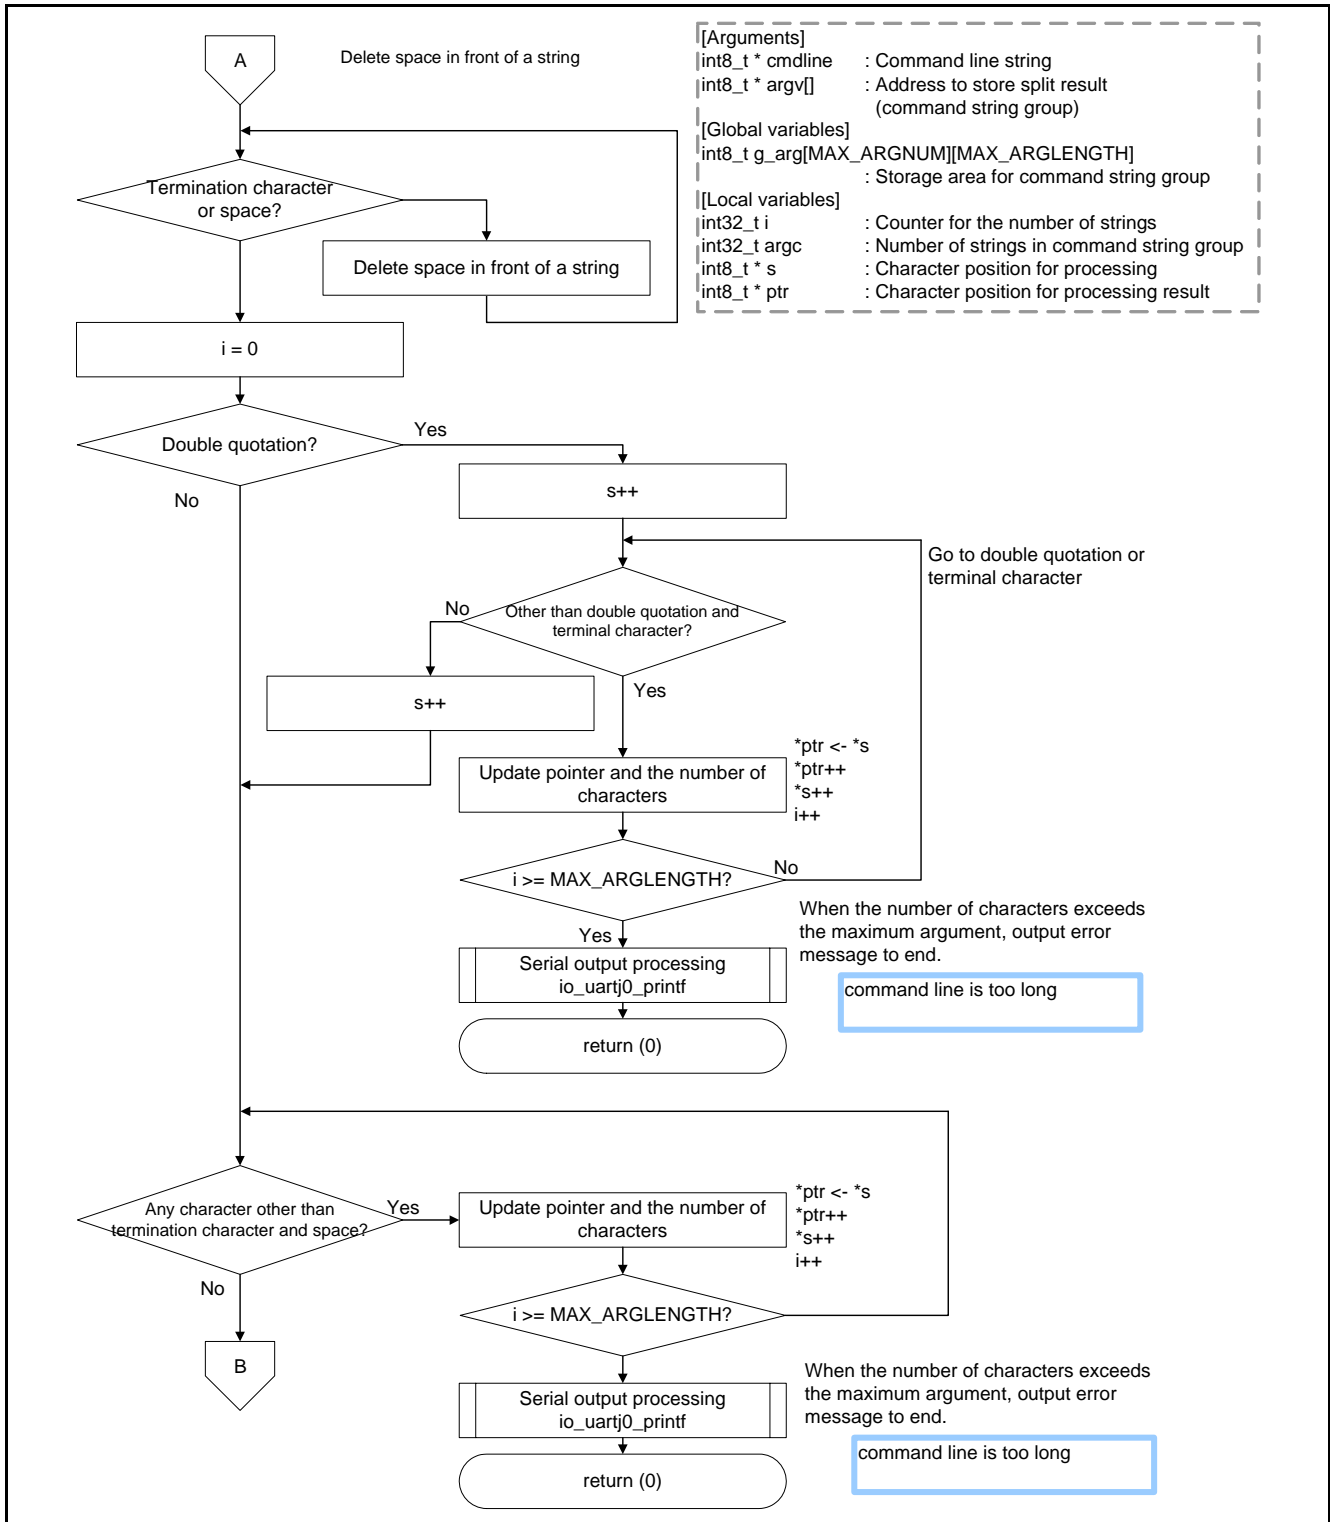 A
Delete space in front of a string
[Arguments]
int8_t * cmdline : Command line string
int8_t * argv[] : Address to store split result
(command string group)
[Global variables]
int8_t g_arg[MAX_ARGNUM][MAX_ARGLENGTH]
: Storage area for command string group
[Local variables]
int32_t i : Counter for the number of strings
int32_t argc : Number of strings in command string group
int8_t * s : Character position for processing
int8_t * ptr : Character position for processing result
Termination character
or space?
Delete space in front of a string
i = 0
Double quotation?
Yes
No
s++
Go to double quotation or
terminal character
Other than double quotation and
terminal character?
No
Yes
s++
Update pointer and the number of
characters
*ptr <- *s
*ptr++
*s++
i++
i >= MAX_ARGLENGTH?
No
Yes
When the number of characters exceeds
the maximum argument, output error
message to end.
command line is too long
Serial output processing
io_uartj0_printf
return (0)
Any character other than
termination character and space?
Yes
No
Update pointer and the number of
characters
*ptr <- *s
*ptr++
*s++
i++
i >= MAX_ARGLENGTH?
B
When the number of characters exceeds
the maximum argument, output error
message to end.
command line is too long
Serial output processing
io_uartj0_printf
return (0)